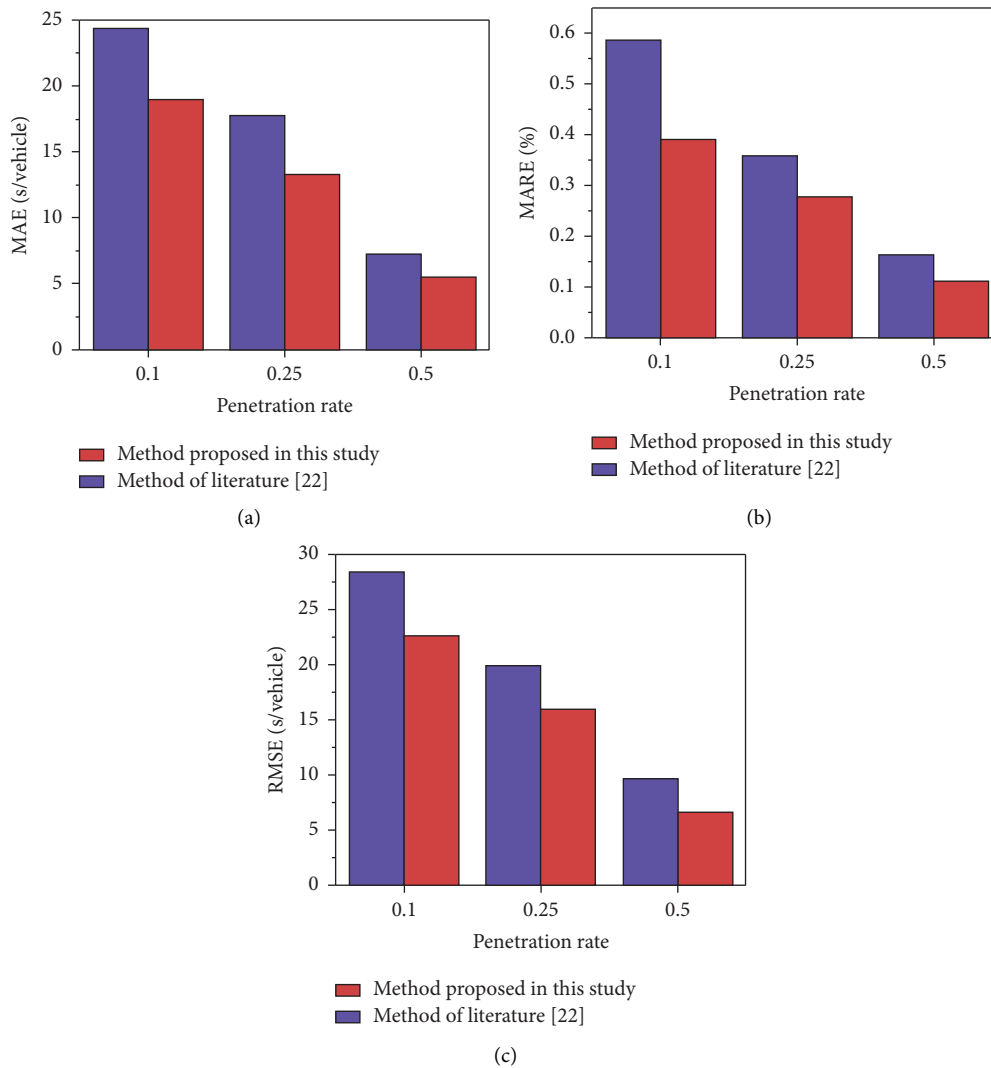 25
20
15
10
5
0
MAE (s/vehicle)
0.1 0.25 0.5
Penetration rate
Method proposed in this study
Method of literature [22]
(a)
0.6
0.5
0.4
0.3
0.2
0.1
0.0
MARE (%)
0.1 0.25 0.5
Penetration rate
Method proposed in this study
Method of literature [22]
(b)
30
25
20
15
10
5
0
RMSE (s/vehicle)
0.1 0.25 0.5
Penetration rate
Method proposed in this study
Method of literature [22]
(c)